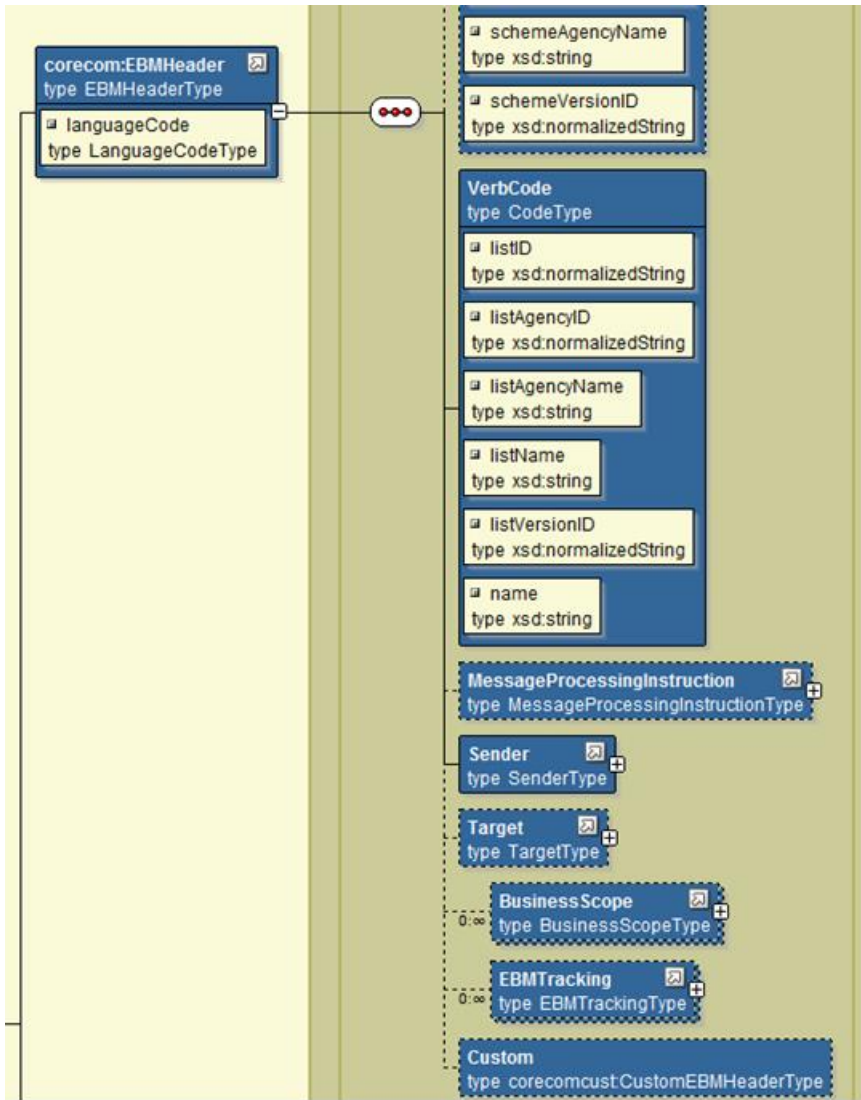 corecom:EBMHeader
type EBMHeaderType
languageCode
type LanguageCodeType
schemeAgencyName
type xsd:string
schemeVersionID
type xsd:normalizedString
VerbCode
type CodeType
listID
type xsd:normalizedString
listAgencyID
type xsd:normalizedString
listAgencyName
type xsd:string
listName
type xsd:string
listVersionID
type xsd:normalizedString
name
type xsd:string
MessageProcessingInstruction
type MessageProcessingInstructionType
Sender
type SenderType
Target
type TargetType
BusinessScope
0:∞ type BusinessScopeType
EBMTracking
0:∞ type EBMTrackingType
Custom
type corecomcust:CustomEBMHeaderType